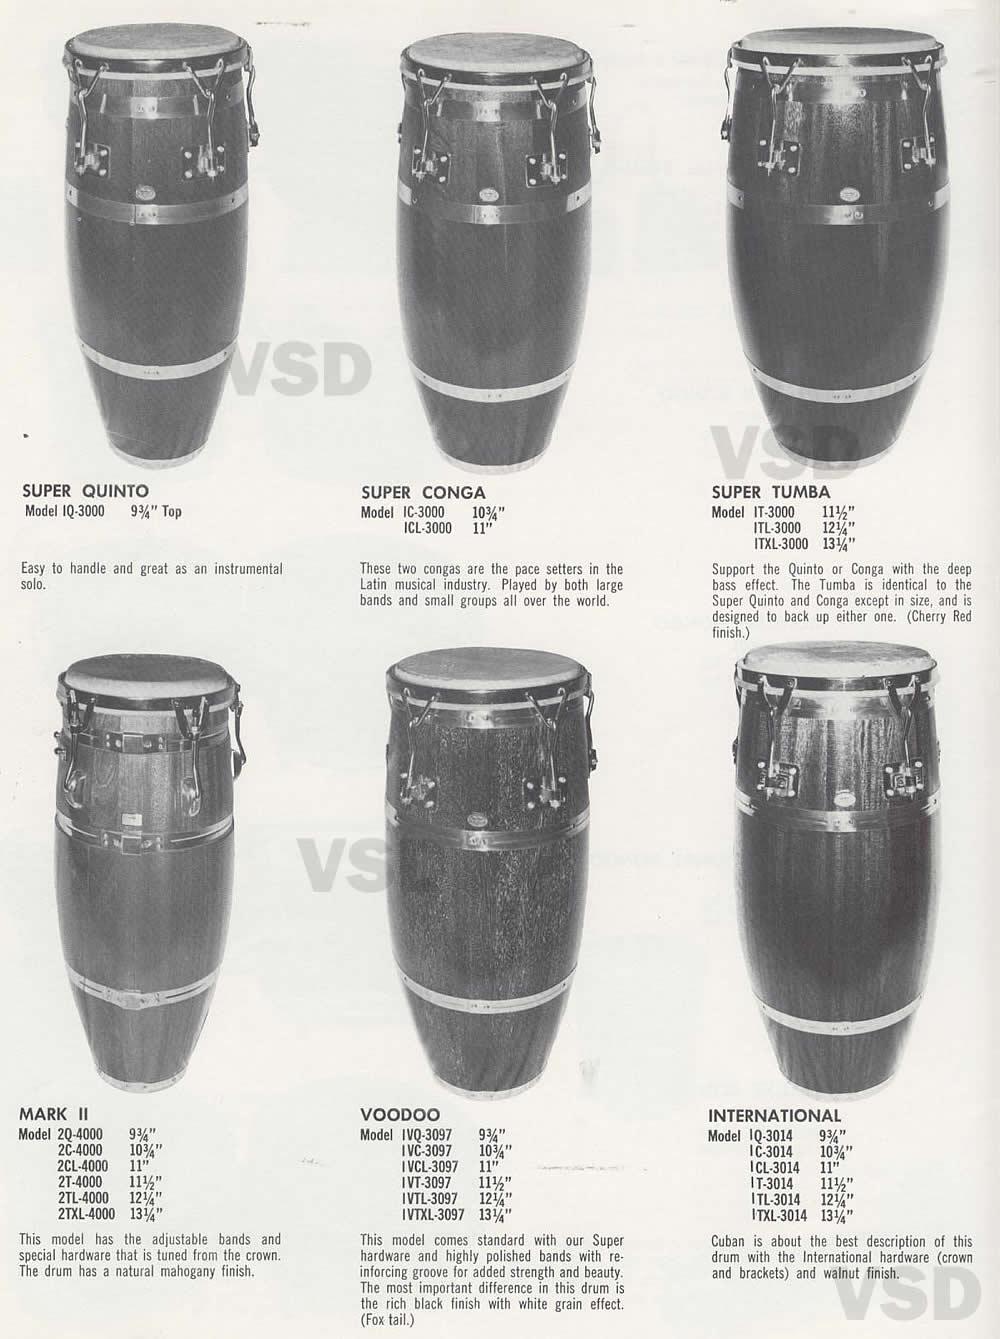 VSD
VSD
SUPER QUINTO
Model IQ-3000 9¾" Top
Easy to handle and great as an instrumental
solo.
SUPER CONGA
Model IC-3000 10¾"
ICL-3000 11"
These two congas are the pace setters in the
Latin musical industry. Played by both large
bands and small groups all over the world.
SUPER TUMBA
Model IT-3000 11½"
ITL-3000 12¼"
ITXL-3000 13¼"
Support the Quinto or Conga with the deep
bass effect. The Tumba is identical to the
Super Quinto and Conga except in size, and is
designed to back up either one. (Cherry Red
finish.)
VSD
MARK II
Model 2Q-4000 9¾"
2C-4000 10¾"
2CL-4000 11"
2T-4000 11½"
2TL-4000 12¼"
2TXL-4000 13¼"
This model has the adjustable bands and
special hardware that is tuned from the crown.
The drum has a natural mahogany finish.
VOODOO
Model IVQ-3097 9¾"
IVC-3097 10¾"
IVCL-3097 11"
IVT-3097 11½"
IVTL-3097 12¼"
IVTXL-3097 13¼"
This model comes standard with our Super
hardware and highly polished bands with re-
inforcing groove for added strength and beauty.
The most important difference in this drum is
the rich black finish with white grain effect.
(Fox tail.)
INTERNATIONAL
Model IQ-3014 9¾"
IC-3014 10¾"
ICL-3014 11"
IT-3014 11½"
ITL-3014 12¼"
ITXL-3014 13¼"
Cuban is about the best description of this
drum with the International hardware (crown
and brackets) and walnut finish.
VSD